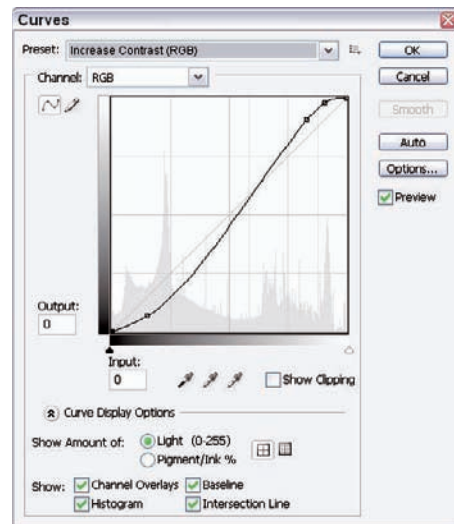 Curves
Preset: Increase Contrast (RGB)
OK
Channel: RGB
Cancel
Smooth
Auto
Options...
Preview
Output:
0
Input:
0
Show Clipping
Curve Display Options
Show Amount of: Light (0-255)
Pigment/Ink %
Show: Channel Overlays Baseline
Histogram Intersection Line